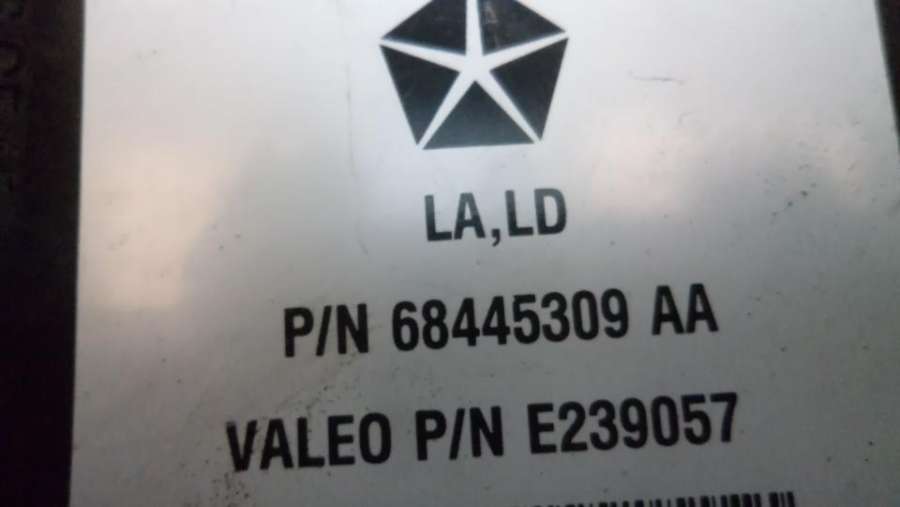 LA,LD
P/N 68445309 AA
VALEO P/N E239057